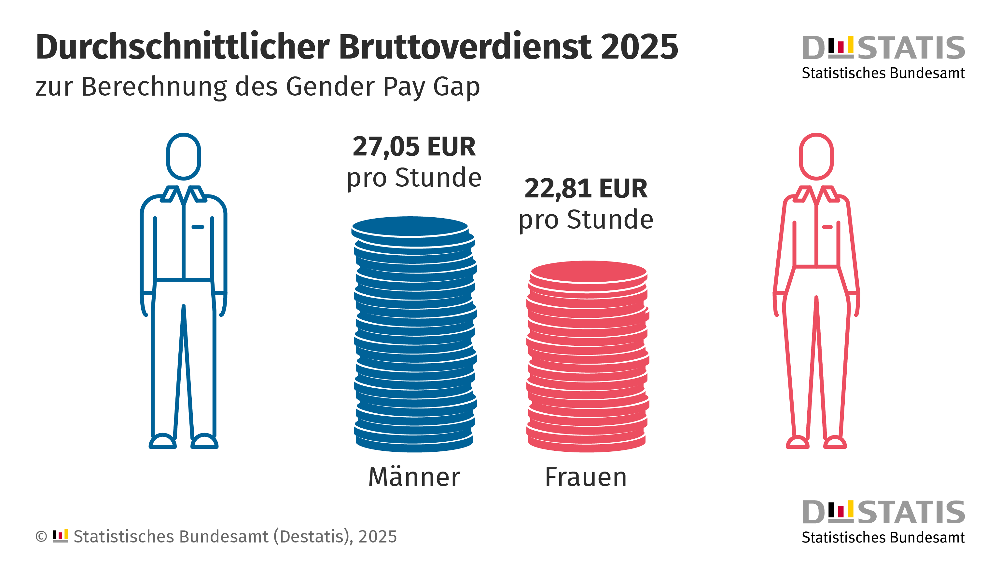 Durchschnittlicher Bruttoverdienst 2025
zur Berechnung des Gender Pay Gap
DESTATIS
Statistisches Bundesamt
27,05 EUR
pro Stunde
22,81 EUR
pro Stunde
Männer
Frauen
© Statistisches Bundesamt (Destatis), 2025
DESTATIS
Statistisches Bundesamt